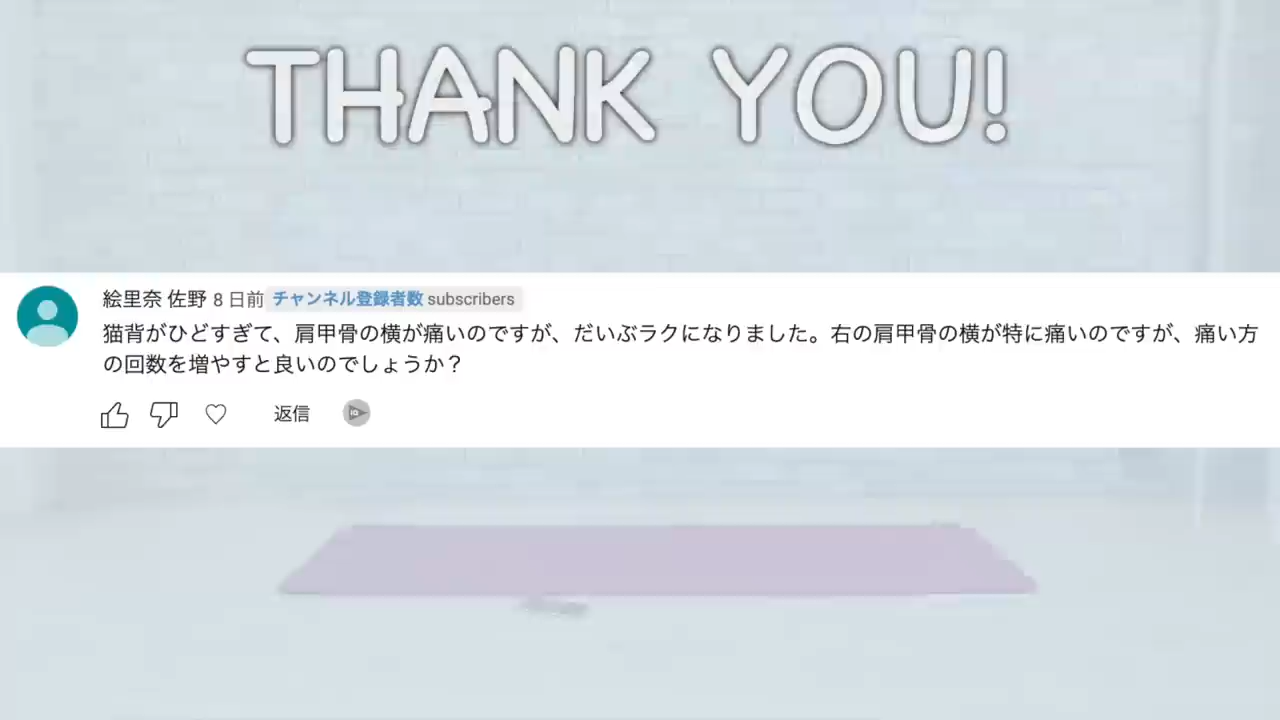 THANK YOU!
絵里奈 佐野 8 日前 チャンネル登録者数 subscribers
猫背がひどすぎて、肩甲骨の横が痛いのですが、だいぶラクになりました。右の肩甲骨の横が特に痛いのですが、痛い方
の回数を増やすと良いのでしょうか？
返信
iQ